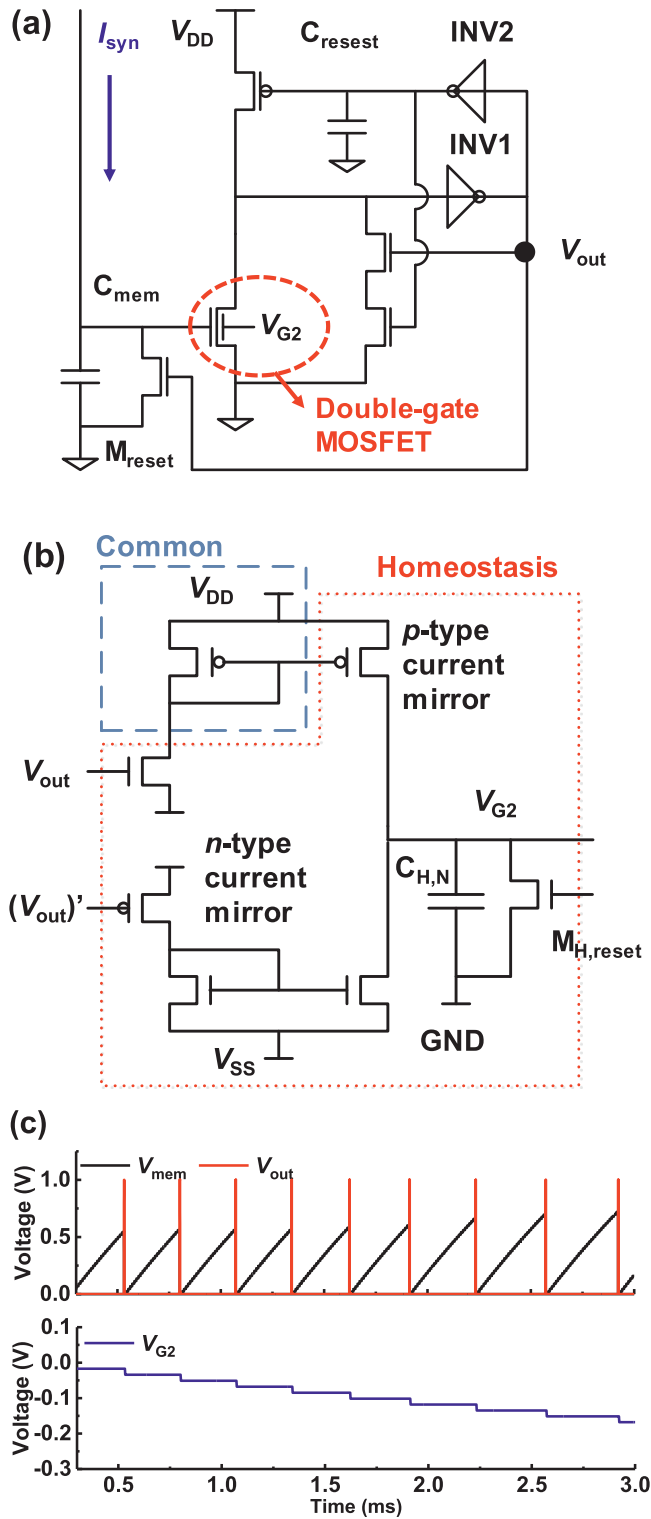 (a)
Isyn
VDD
Cresest
INV2
INV1
Vout
Cmem
VG2
Double-gate
MOSFET
Mreset
(b)
Common
Homeostasis
VDD
p-type
current
mirror
Vout
VG2
n-type
current
mirror
CH,N
(Vout)’
MH,reset
VSS
GND
(c)
Vmem
Vout
Voltage (V)
1.0
0.5
0.0
VG2
Voltage (V)
0.1
0.0
-0.1
-0.2
-0.3
0.5 1.0 1.5 2.0 2.5 3.0
Time (ms)